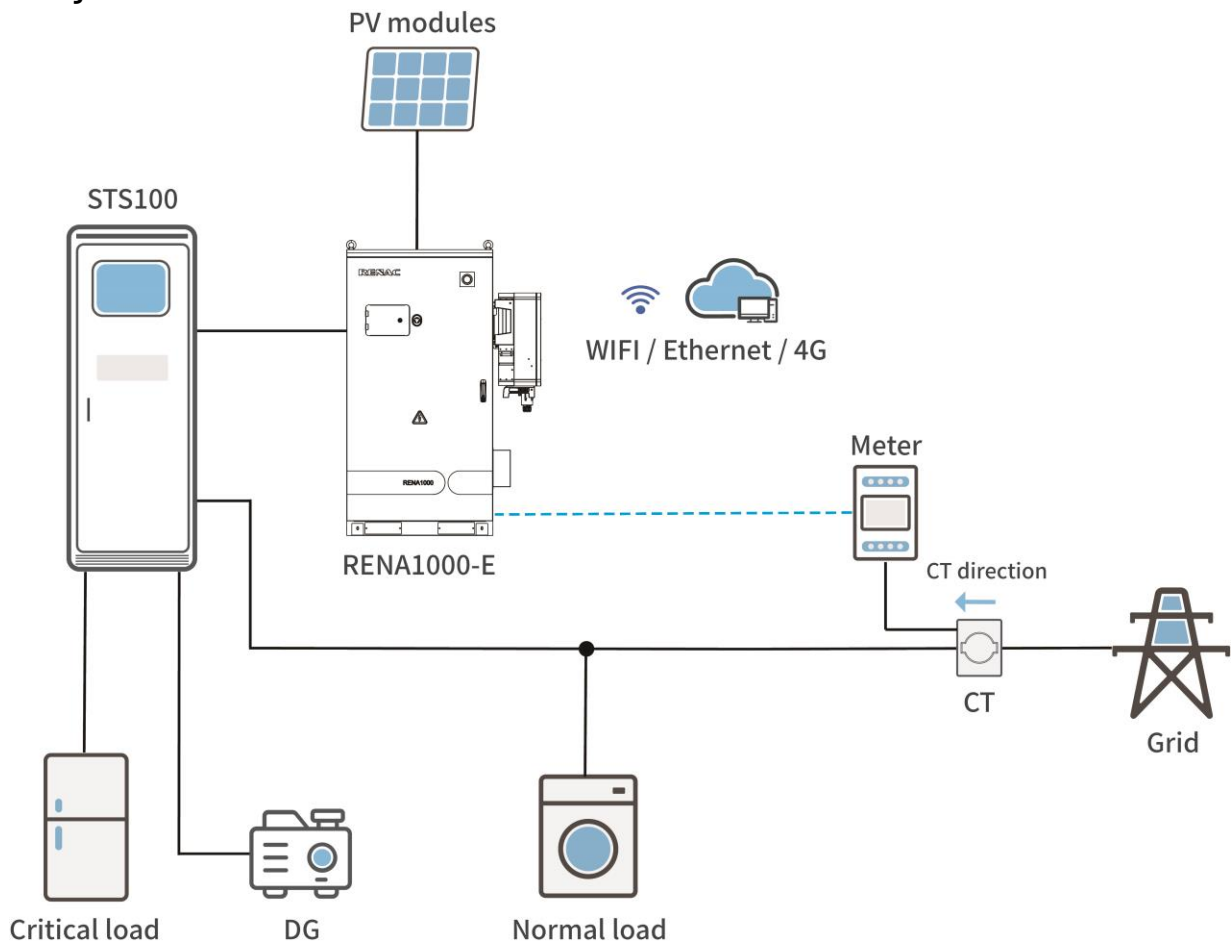 PV modules
STS100
RENAC
WIFI / Ethernet / 4G
RENA1000
RENA1000-E
Meter
CT direction
CT
Grid
Critical load
DG
Normal load